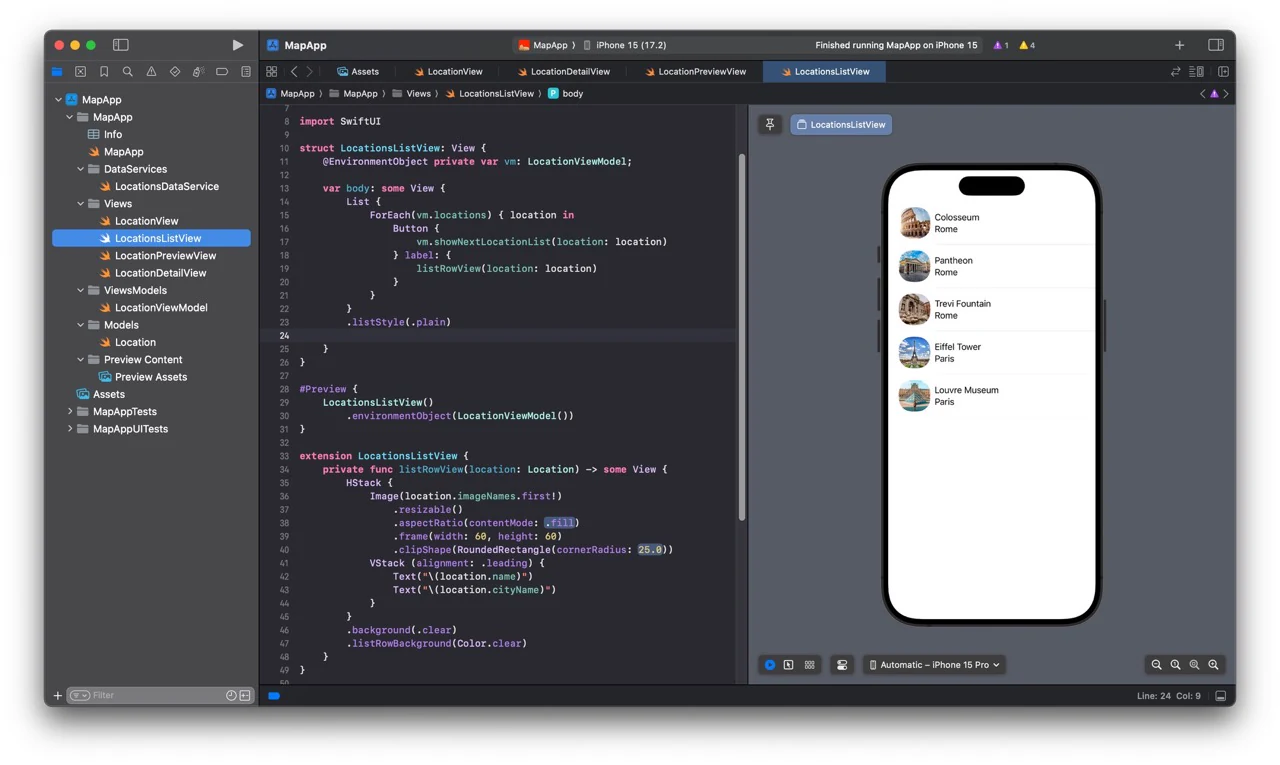 MapApp
MapApp ⟩ iPhone 15 (17.2)
Finished running MapApp on iPhone 15
1
4
Assets
LocationView
LocationDetailView
LocationPreviewView
LocationsListView
MapApp ⟩ MapApp ⟩ Views ⟩ LocationsListView ⟩ P body
MapApp
MapApp
Info
MapApp
DataServices
LocationsDataService
Views
LocationView
LocationsListView
LocationPreviewView
LocationDetailView
ViewsModels
LocationViewModel
Models
Location
Preview Content
Preview Assets
Assets
MapAppTests
MapAppUITests
Filter
7
8 import SwiftUI
9
10 struct LocationsListView: View {
11 @EnvironmentObject private var vm: LocationViewModel;
12
13 var body: some View {
14 List {
15 ForEach(vm.locations) { location in
16 Button {
17 vm.showNextLocationList(location: location)
18 } label: {
19 listRowView(location: location)
20 }
21 }
22 }
23 .listStyle(.plain)
24
25 }
26 }
27
28 #Preview {
29 LocationsListView()
30 .environmentObject(LocationViewModel())
31 }
32
33 extension LocationsListView {
34 private func listRowView(location: Location) -> some View {
35 HStack {
36 Image(location.imageNames.first!)
37 .resizable()
38 .aspectRatio(contentMode: .fill)
39 .frame(width: 60, height: 60)
40 .clipShape(RoundedRectangle(cornerRadius: 25.0))
41 VStack (alignment: .leading) {
42 Text("\(location.name)")
43 Text("\(location.cityName)")
44 }
45 }
46 .background(.clear)
47 .listRowBackground(Color.clear)
48 }
49 }
50
LocationsListView
Colosseum
Rome
Pantheon
Rome
Trevi Fountain
Rome
Eiffel Tower
Paris
Louvre Museum
Paris
Automatic – iPhone 15 Pro
Line: 24 Col: 9